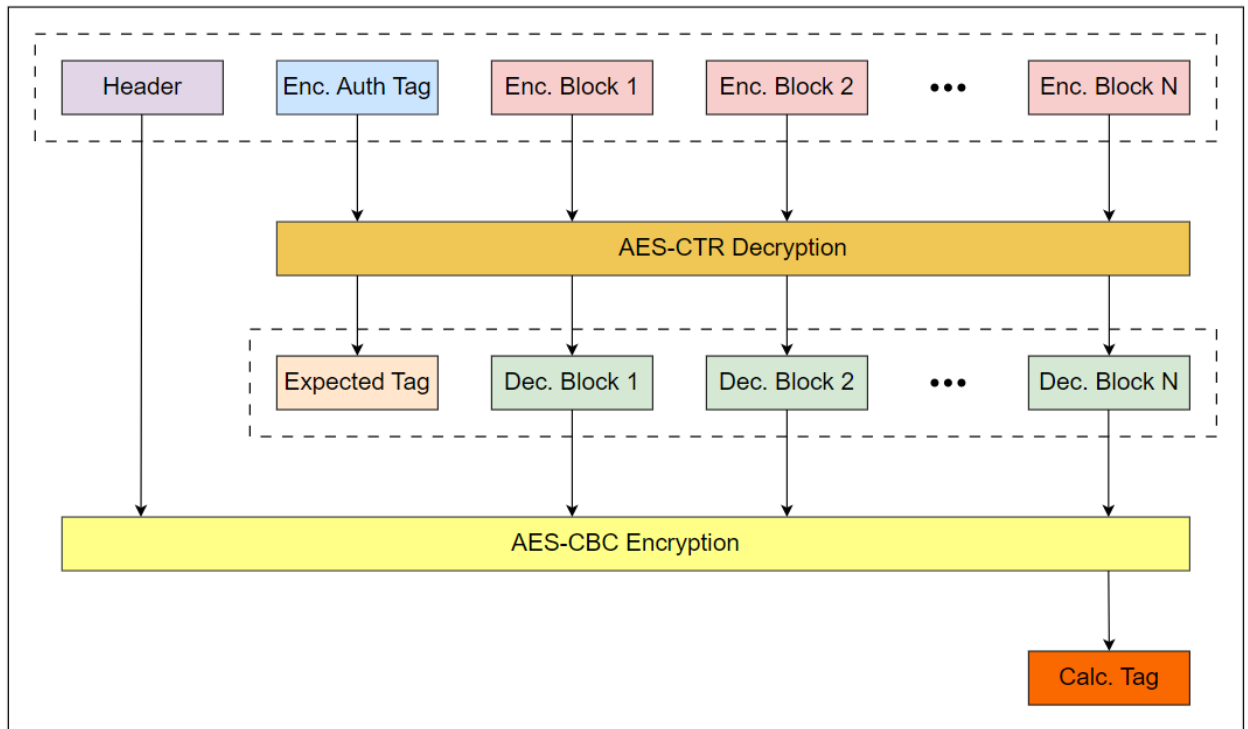 Header
Enc. Auth Tag
Enc. Block 1
Enc. Block 2
•••
Enc. Block N
AES-CTR Decryption
Expected Tag
Dec. Block 1
Dec. Block 2
•••
Dec. Block N
AES-CBC Encryption
Calc. Tag